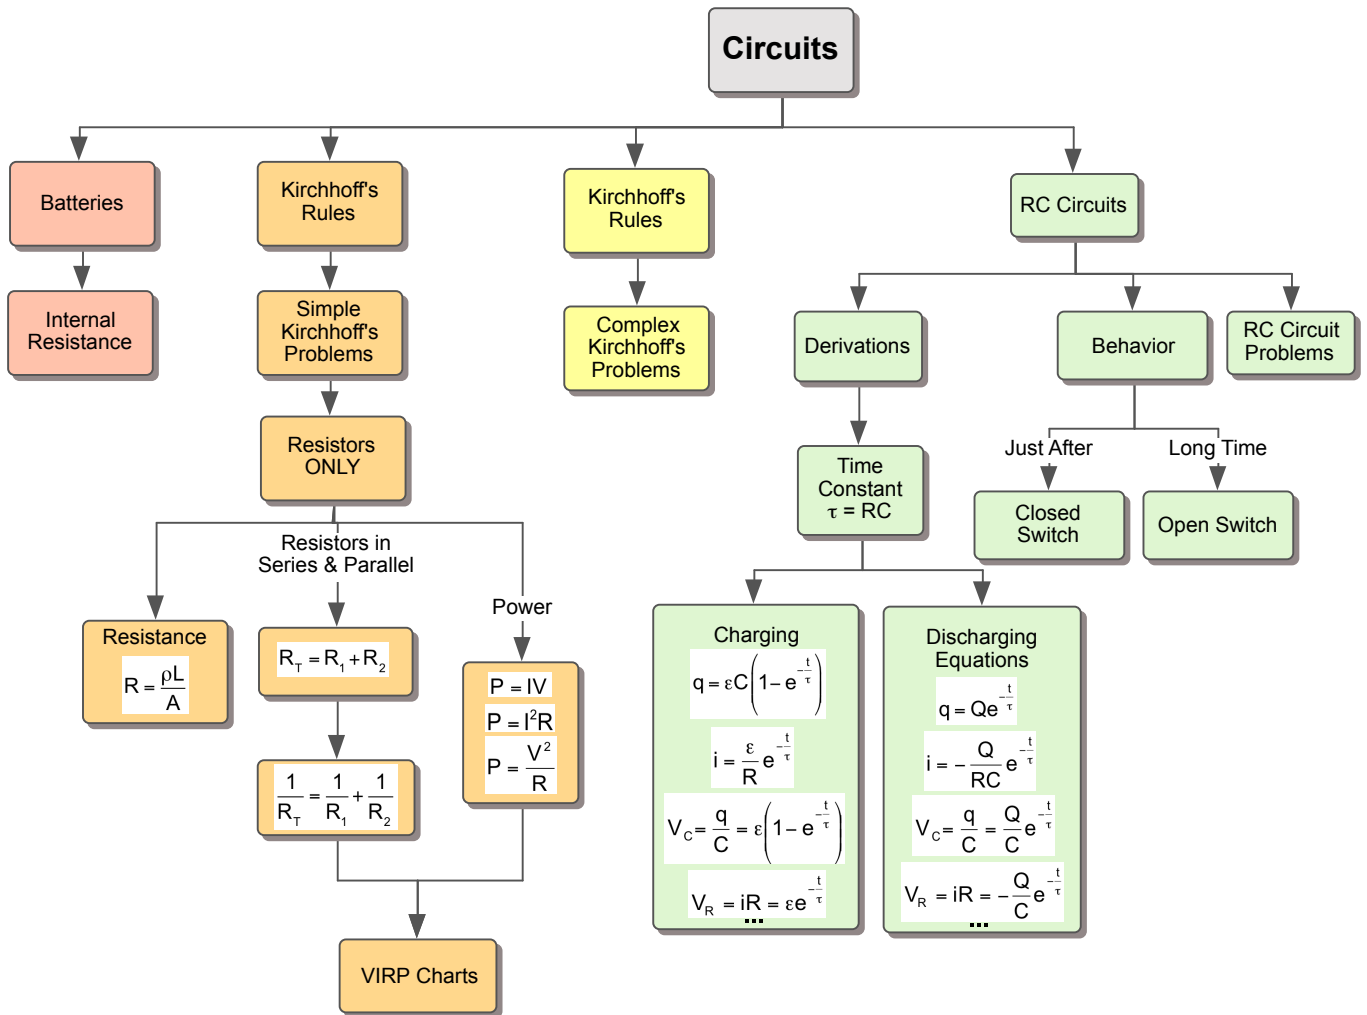 Circuits
Batteries
Kirchhoff's
Rules
Kirchhoff's
Rules
RC Circuits
Internal
Resistance
Simple
Kirchhoff's
Problems
Complex
Kirchhoff's
Problems
Derivations
Behavior
RC Circuit
Problems
Resistors
ONLY
Time
Constant
τ = RC
Just After
Long Time
Closed
Switch
Open Switch
Resistors in
Series & Parallel
Power
Resistance
R = ρL/A
R_T = R_1 + R_2
1/R_T = 1/R_1 + 1/R_2
P = IV
P = I²R
P = V²/R
VIRP Charts
Charging
q = εC(1 − e^(−t/τ))
i = ε/R e^(−t/τ)
V_C = q/C = ε(1 − e^(−t/τ))
V_R = iR = εe^(−t/τ)
...
Discharging
Equations
q = Qe^(−t/τ)
i = −Q/RC e^(−t/τ)
V_C = q/C = Q/C e^(−t/τ)
V_R = iR = −Q/C e^(−t/τ)
...